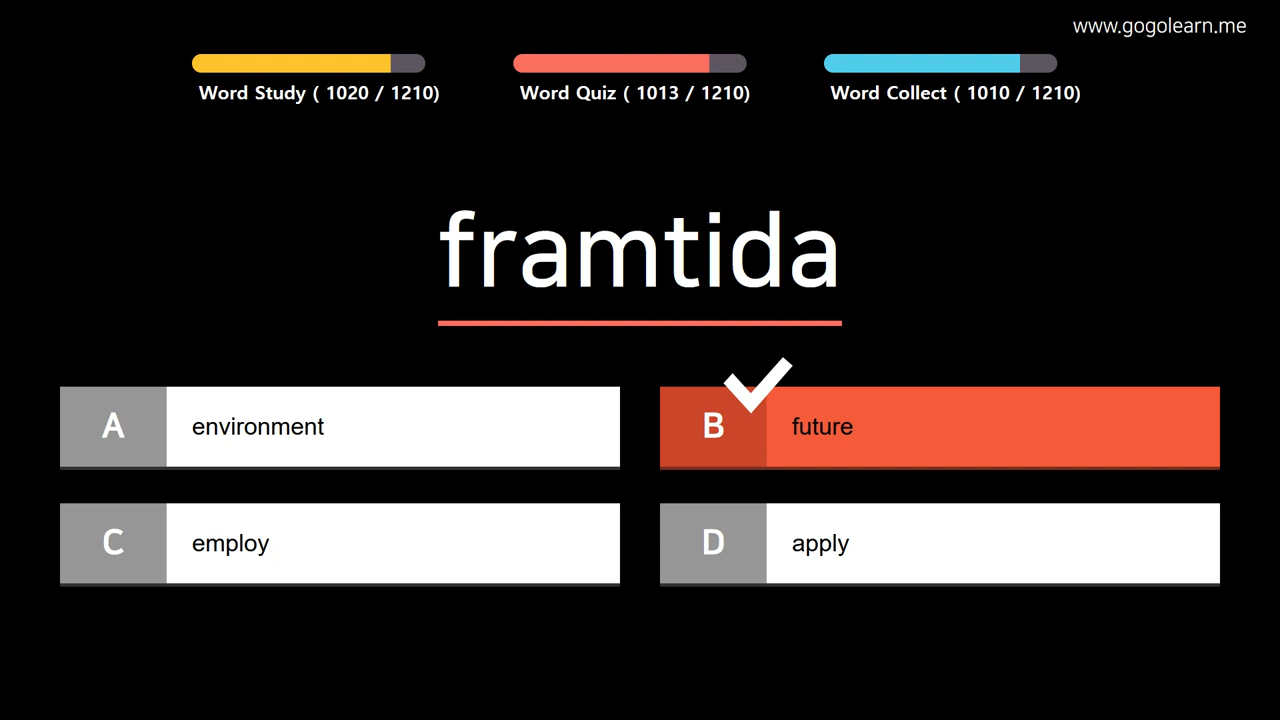 www.gogolearn.me
Word Study ( 1020 / 1210)
Word Quiz ( 1013 / 1210)
Word Collect ( 1010 / 1210)
framtida
A environment
B future
C employ
D apply